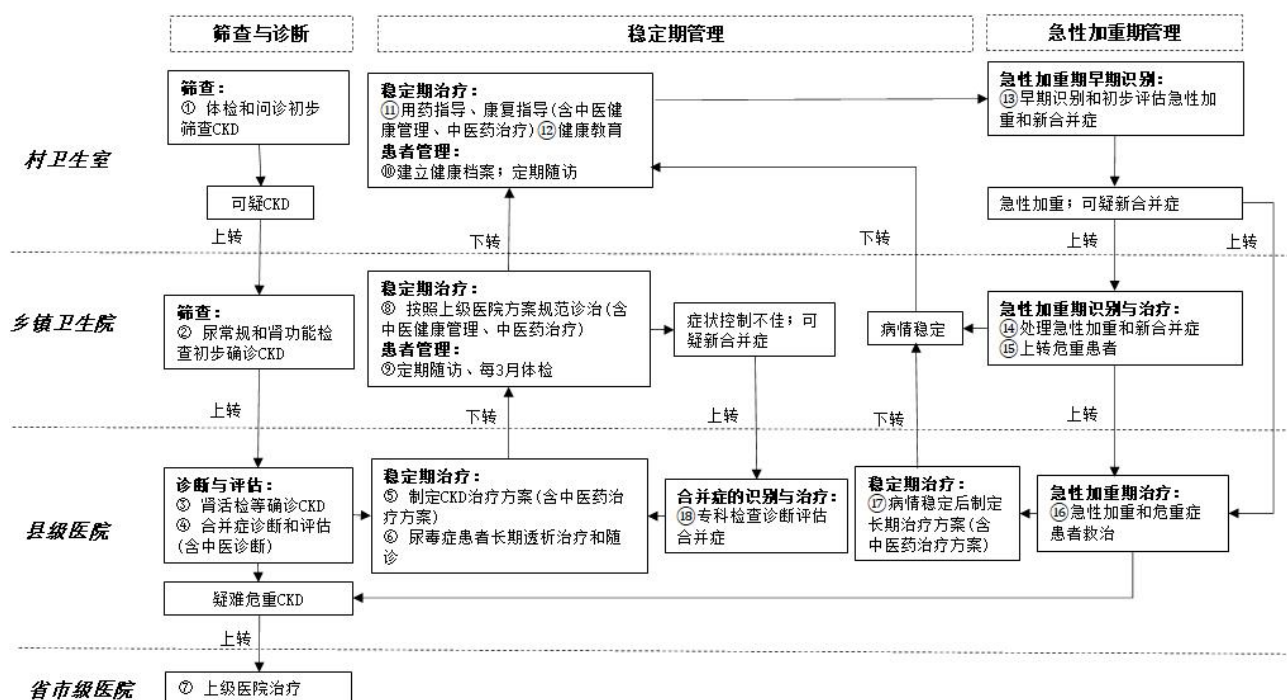 筛查与诊断
稳定期管理
急性加重期管理
村卫生室
筛查：
① 体检和问诊初步
筛查CKD
可疑CKD
上转
稳定期治疗：
⑪用药指导、康复指导(含中医健
康管理、中医药治疗)⑫健康教育
患者管理：
⑩建立健康档案；定期随访
下转
下转
急性加重期早期识别：
⑬早期识别和初步评估急性加
重和新合并症
急性加重；可疑新合并症
上转
上转
乡镇卫生院
筛查：
② 尿常规和肾功能检
查初步确诊CKD
上转
稳定期治疗：
⑧ 按照上级医院方案规范诊治(含
中医健康管理、中医药治疗)
患者管理：
⑨定期随访、每3月体检
下转
症状控制不佳；可
疑新合并症
上转
病情稳定
下转
急性加重期识别与治疗：
⑭处理急性加重和新合并症
⑮上转危重患者
上转
县级医院
诊断与评估：
③ 肾活检等确诊CKD
④ 合并症诊断和评估
(含中医诊断)
疑难危重CKD
上转
稳定期治疗：
⑤ 制定CKD治疗方案(含中医药治
疗方案)
⑥ 尿毒症患者长期透析治疗和随
诊
合并症的识别与治疗：
⑱专科检查诊断评估
合并症
稳定期治疗：
⑰病情稳定后制定
长期治疗方案(含
中医药治疗方案)
急性加重期治疗：
⑯急性加重和危重症
患者救治
省市级医院
⑦ 上级医院治疗